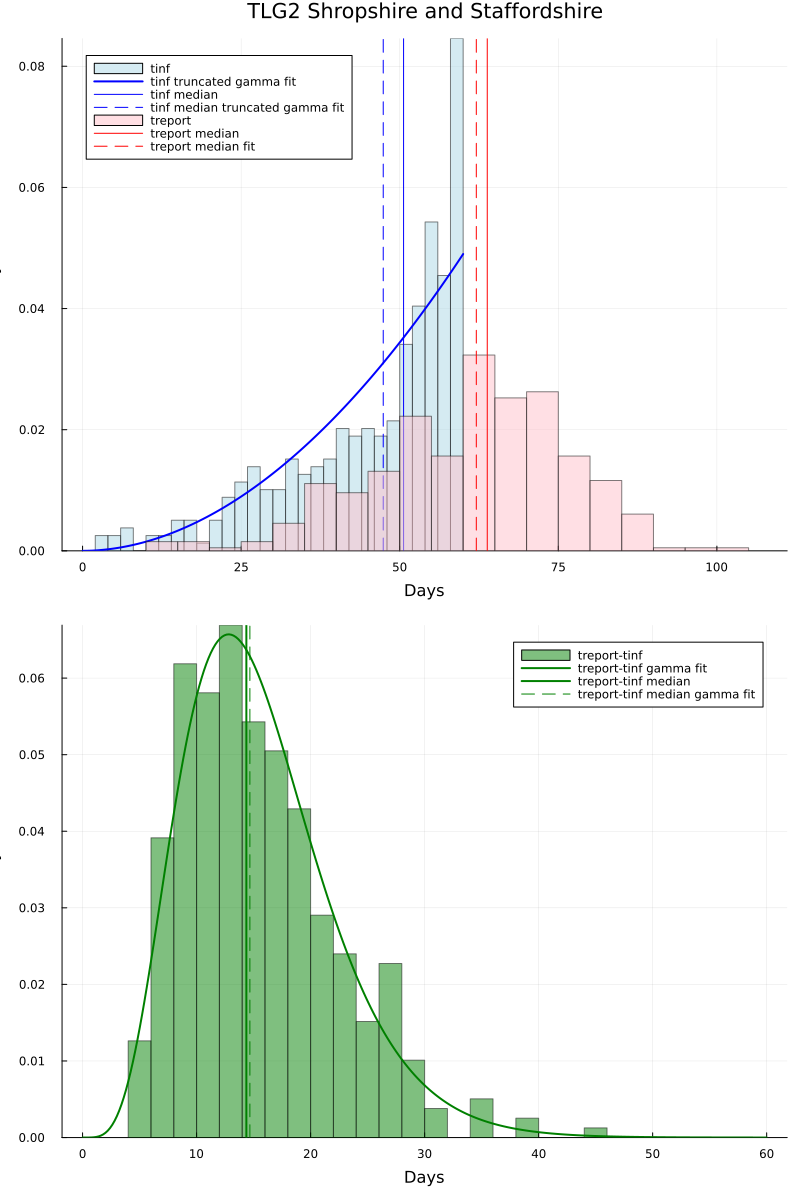 TLG2 Shropshire and Staffordshire
0.08
0.06
0.04
0.02
0.00
tinf
tinf truncated gamma fit
tinf median
tinf median truncated gamma fit
treport
treport median
treport median fit
0 25 50 75 100
Days
0.06
0.05
0.04
0.03
0.02
0.01
0.00
treport-tinf
treport-tinf gamma fit
treport-tinf median
treport-tinf median gamma fit
0 10 20 30 40 50 60
Days